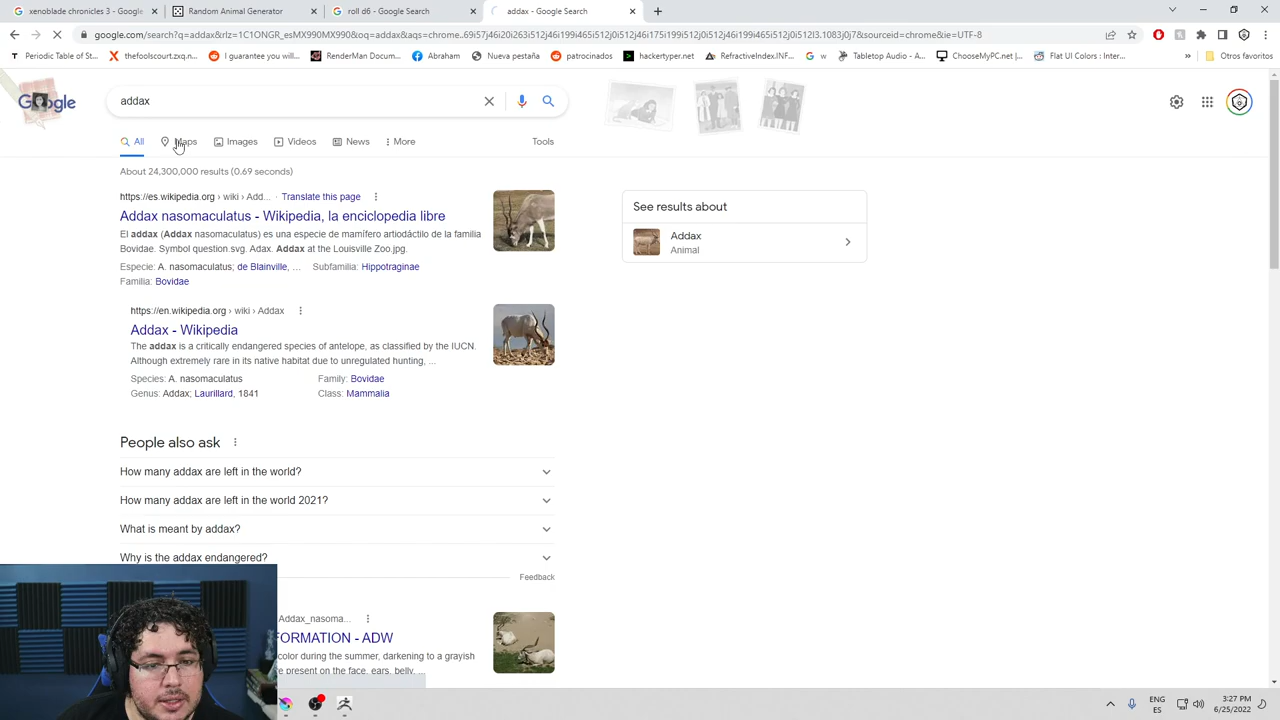 xenoblade chronicles 3 - Google
Google calendar - Google Search
roll d6 - Google Search
addax - Google Search
google.com/search?q=addax&rlz=1C1ONGR_esMX990MX990&oq=addax&aqs=chrome..69i57j46i20i263i512j46i175i199i512j0i512j46i175i199i512j0i512j46i199i465i512j0i512l3.1083j0j7&sourceid=chrome&ie=UTF-8
Periodic Table of St...
thefoolscourt.zxq.n...
I guarantee you will...
RenderMan Docum...
Abraham
Nueva pestaña
patrocinados
hackertyper.net
RefractiveIndex.INF...
w
Tabletop Audio - A...
ChooseMyPC.net |...
Flat UI Colors : Inter...
»
Otros favoritos
Google
addax
All
Maps
Images
Videos
News
More
Tools
About 24,300,000 results (0.69 seconds)
https://es.wikipedia.org › wiki › Add... · Translate this page
Addax nasomaculatus - Wikipedia, la enciclopedia libre
El addax (Addax nasomaculatus) es una especie de mamífero artiodáctilo de la familia
Bovidae. Symbol question.svg. Adax. Addax at the Louisville Zoo.jpg.
Especie: A. nasomaculatus; de Blainville, ... Subfamilia: Hippotraginae
Familia: Bovidae
See results about
Addax
Animal
https://en.wikipedia.org › wiki › Addax
Addax - Wikipedia
The addax is a critically endangered species of antelope, as classified by the IUCN.
Although extremely rare in its native habitat due to unregulated hunting, ...
Species: A. nasomaculatus Family: Bovidae
Genus: Addax; Laurillard, 1841 Class: Mammalia
People also ask
How many addax are left in the world?
How many addax are left in the world 2021?
What is meant by addax?
Why is the addax endangered?
Feedback
Addax_nasoma...
FORMATION - ADW
color during the summer, darkening to a grayish
present on the face, ears, belly, ...
ENG
ES
3:27 PM
6/25/2022